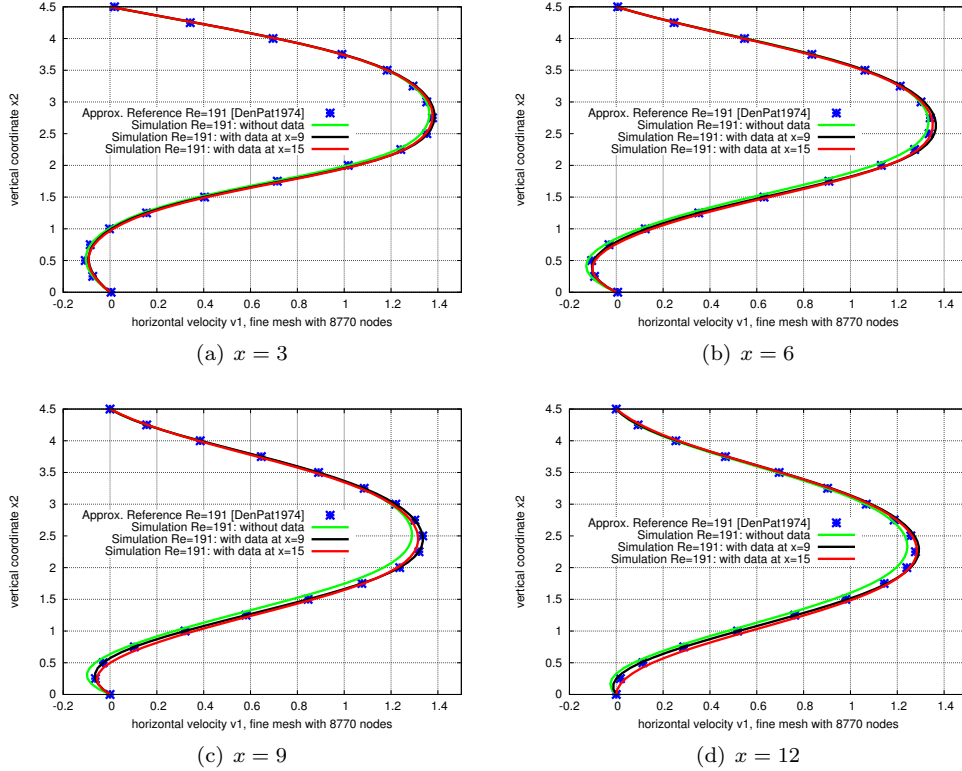 4.5
4
3.5
3
2.5
2
1.5
1
0.5
0
vertical coordinate x2
Approx. Reference Re=191 [DenPat1974]
Simulation Re=191: without data
Simulation Re=191: with data at x=9
Simulation Re=191: with data at x=15
-0.2 0 0.2 0.4 0.6 0.8 1 1.2 1.4
horizontal velocity v1, fine mesh with 8770 nodes
(a) x = 3
4.5
4
3.5
3
2.5
2
1.5
1
0.5
0
vertical coordinate x2
Approx. Reference Re=191 [DenPat1974]
Simulation Re=191: without data
Simulation Re=191: with data at x=9
Simulation Re=191: with data at x=15
-0.2 0 0.2 0.4 0.6 0.8 1 1.2 1.4
horizontal velocity v1, fine mesh with 8770 nodes
(b) x = 6
4.5
4
3.5
3
2.5
2
1.5
1
0.5
0
vertical coordinate x2
Approx. Reference Re=191 [DenPat1974]
Simulation Re=191: without data
Simulation Re=191: with data at x=9
Simulation Re=191: with data at x=15
-0.2 0 0.2 0.4 0.6 0.8 1 1.2 1.4
horizontal velocity v1, fine mesh with 8770 nodes
(c) x = 9
4.5
4
3.5
3
2.5
2
1.5
1
0.5
0
vertical coordinate x2
Approx. Reference Re=191 [DenPat1974]
Simulation Re=191: without data
Simulation Re=191: with data at x=9
Simulation Re=191: with data at x=15
-0.2 0 0.2 0.4 0.6 0.8 1 1.2 1.4
horizontal velocity v1, fine mesh with 8770 nodes
(d) x = 12